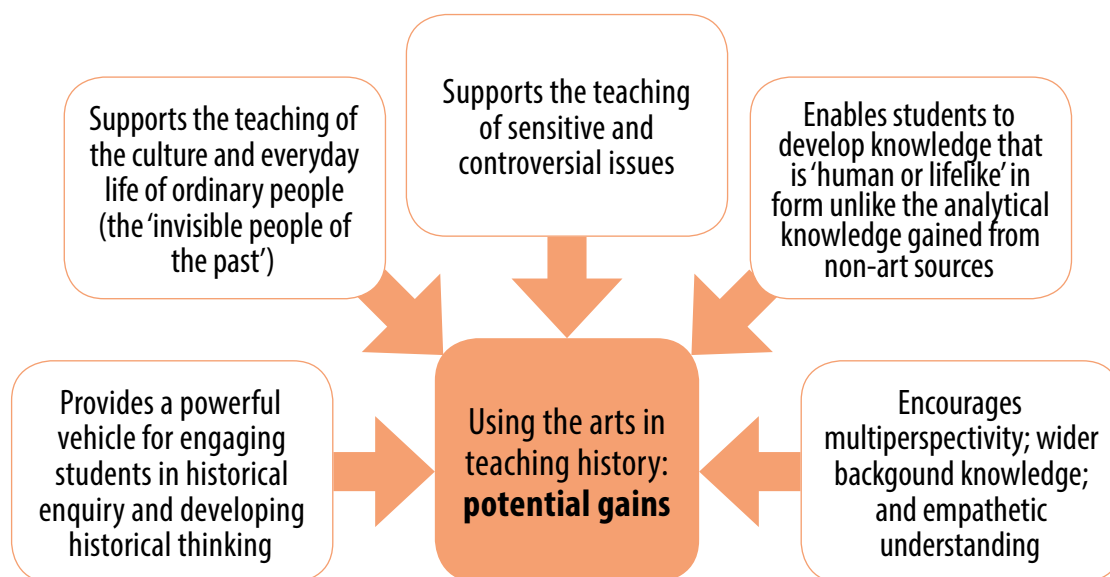 Supports the teaching of
the culture and everyday
life of ordinary people
(the ‘invisible people of
the past’)
Supports the teaching
of sensitive and
controversial issues
Enables students to
develop knowledge that
is ‘human or lifelike’ in
form unlike the analytical
knowledge gained from
non-art sources
Provides a powerful
vehicle for engaging
students in historical
enquiry and developing
historical thinking
Using the arts in
teaching history:
potential gains
Encourages
multiperspectivity; wider
backgound knowledge;
and empathetic
understanding